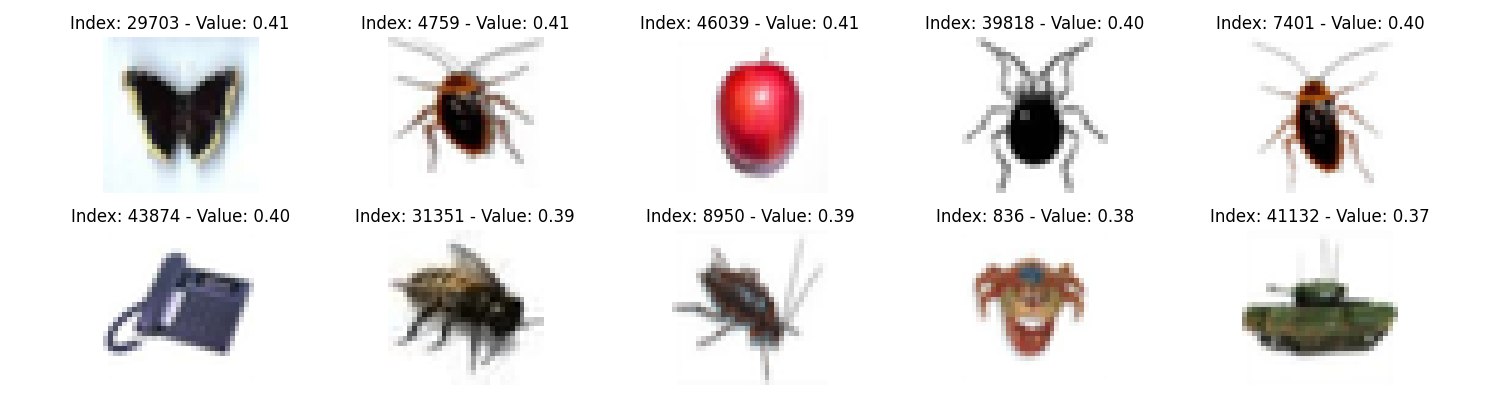 Index: 29703 - Value: 0.41
Index: 4759 - Value: 0.41
Index: 46039 - Value: 0.41
Index: 39818 - Value: 0.40
Index: 7401 - Value: 0.40
Index: 43874 - Value: 0.40
Index: 31351 - Value: 0.39
Index: 8950 - Value: 0.39
Index: 836 - Value: 0.38
Index: 41132 - Value: 0.37